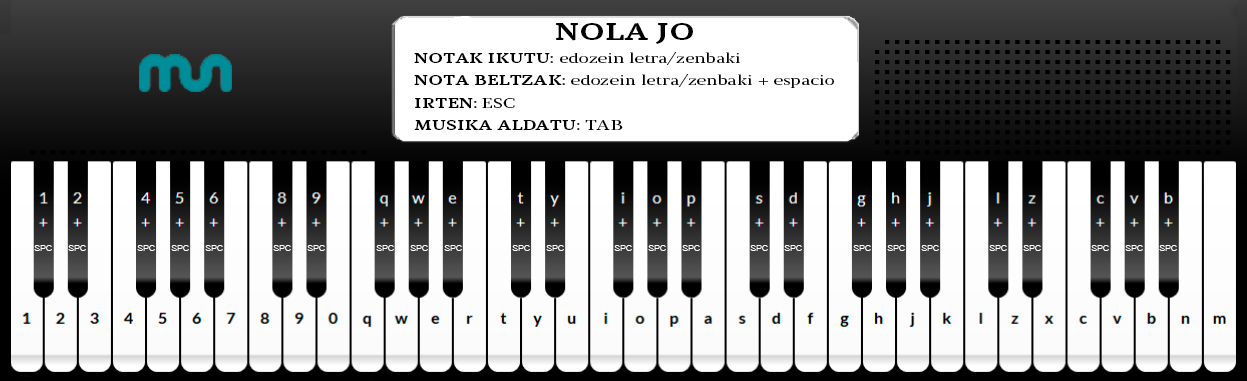 mun
NOLA JO
NOTAK IKUTU: edozein letra/zenbaki
NOTA BELTZAK: edozein letra/zenbaki + espacio
IRTEN: ESC
MUSIKA ALDATU: TAB
1 2 4 5 6 8 9 q w e t y i o p s d g h j l z c v b
+ + + + + + + + + + + + + + + + + + + + + + + + +
SPC SPC SPC SPC SPC SPC SPC SPC SPC SPC SPC SPC SPC SPC SPC SPC SPC SPC SPC SPC SPC SPC SPC SPC SPC
1 2 3 4 5 6 7 8 9 0 q w e r t y u i o p a s d f g h j k l z x c v b n m